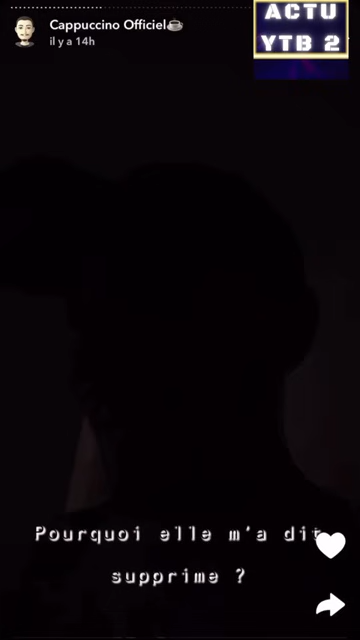 Cappuccino Officiel☕
il y a 14h
ACTU
YTB 2
Pourquoi elle m'a dit
supprime ?